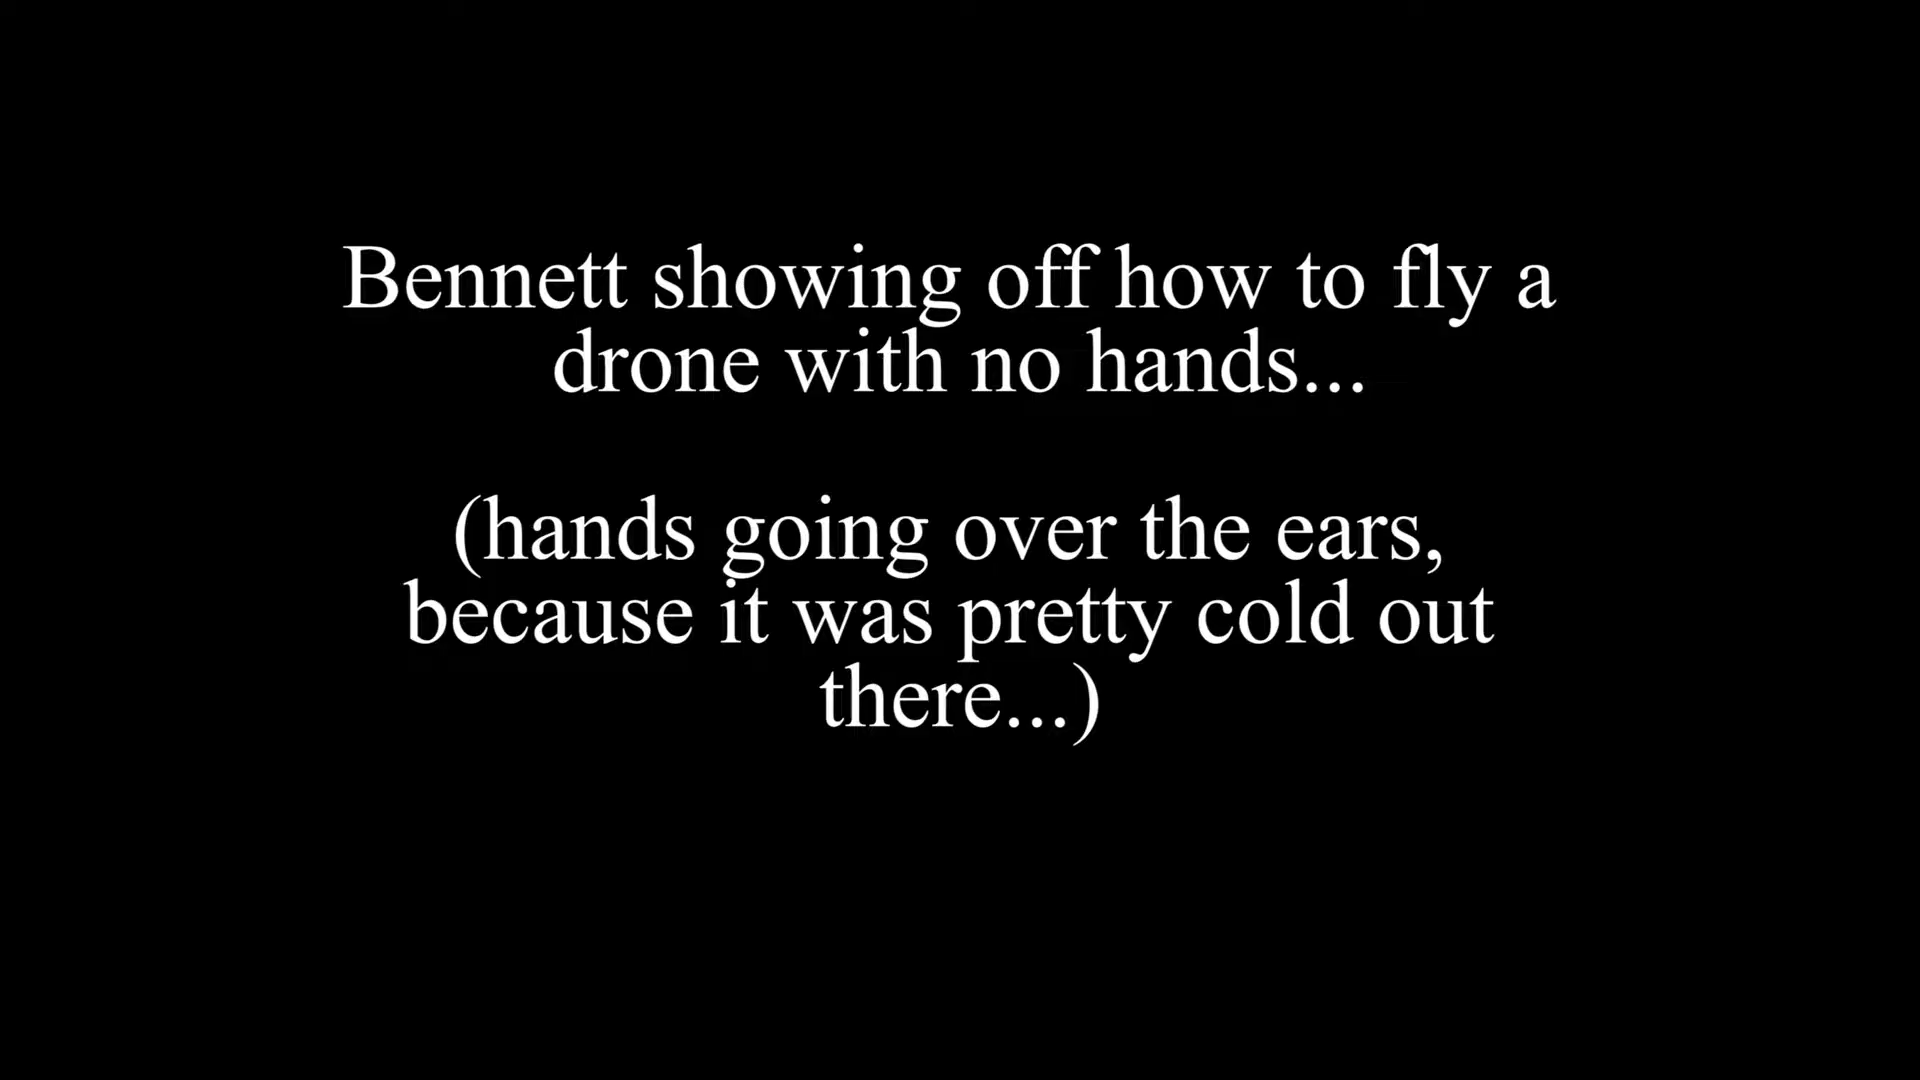 Bennett showing off how to fly a
drone with no hands...
(hands going over the ears,
because it was pretty cold out
there...)